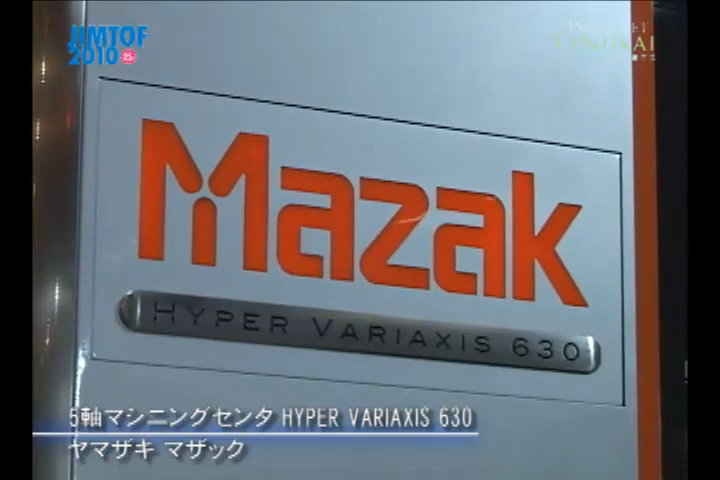 JIMTOF
2010
Mazak
HYPER VARIAXIS 630
5軸マシニングセンタ HYPER VARIAXIS 630
ヤマザキ マザック